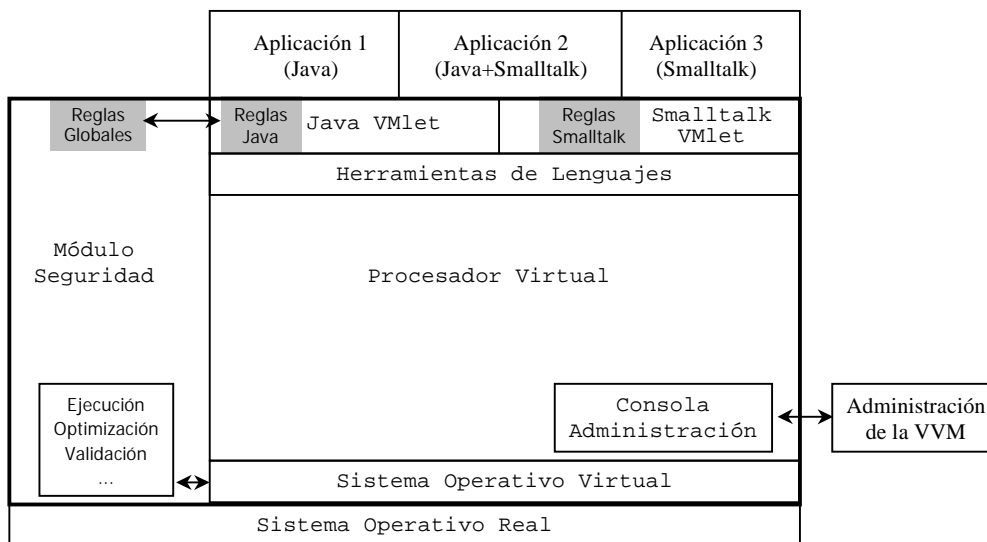 Aplicación 1
(Java)
Aplicación 2
(Java+Smalltalk)
Aplicación 3
(Smalltalk)
Reglas
Globales
Reglas
Java
Java VMlet
Reglas
Smalltalk
Smalltalk
VMlet
Herramientas de Lenguajes
Módulo
Seguridad
Procesador Virtual
Ejecución
Optimización
Validación
...
Consola
Administración
Administración
de la VVM
Sistema Operativo Virtual
Sistema Operativo Real